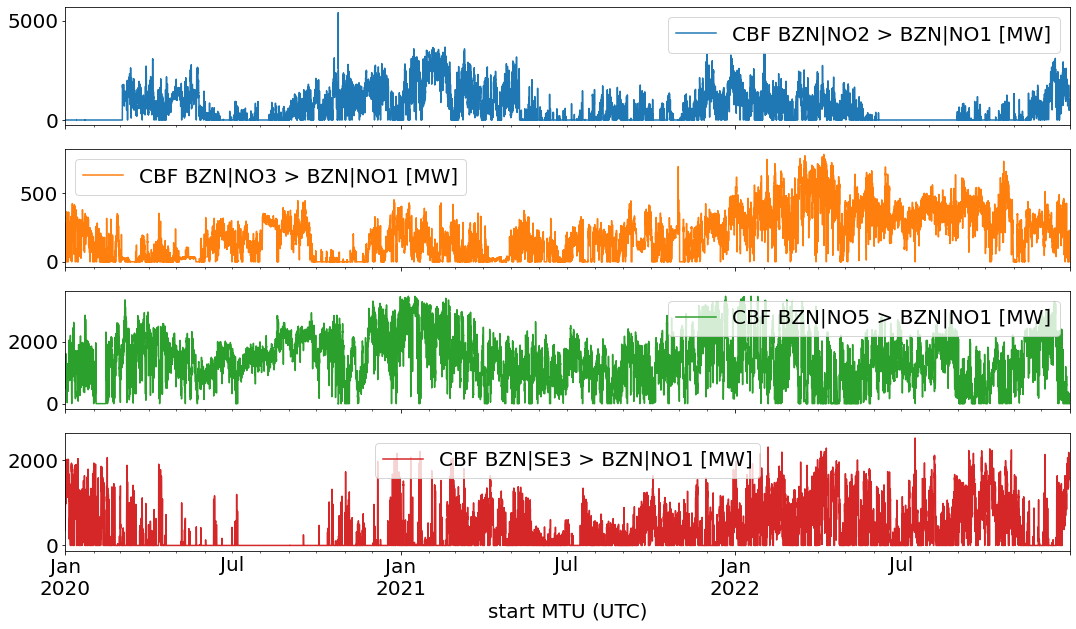 5000
0
CBF BZN|NO2 > BZN|NO1 [MW]
500
0
CBF BZN|NO3 > BZN|NO1 [MW]
2000
0
CBF BZN|NO5 > BZN|NO1 [MW]
2000
0
CBF BZN|SE3 > BZN|NO1 [MW]
Jan Jul Jan Jul Jan Jul
2020 2021 2022
start MTU (UTC)